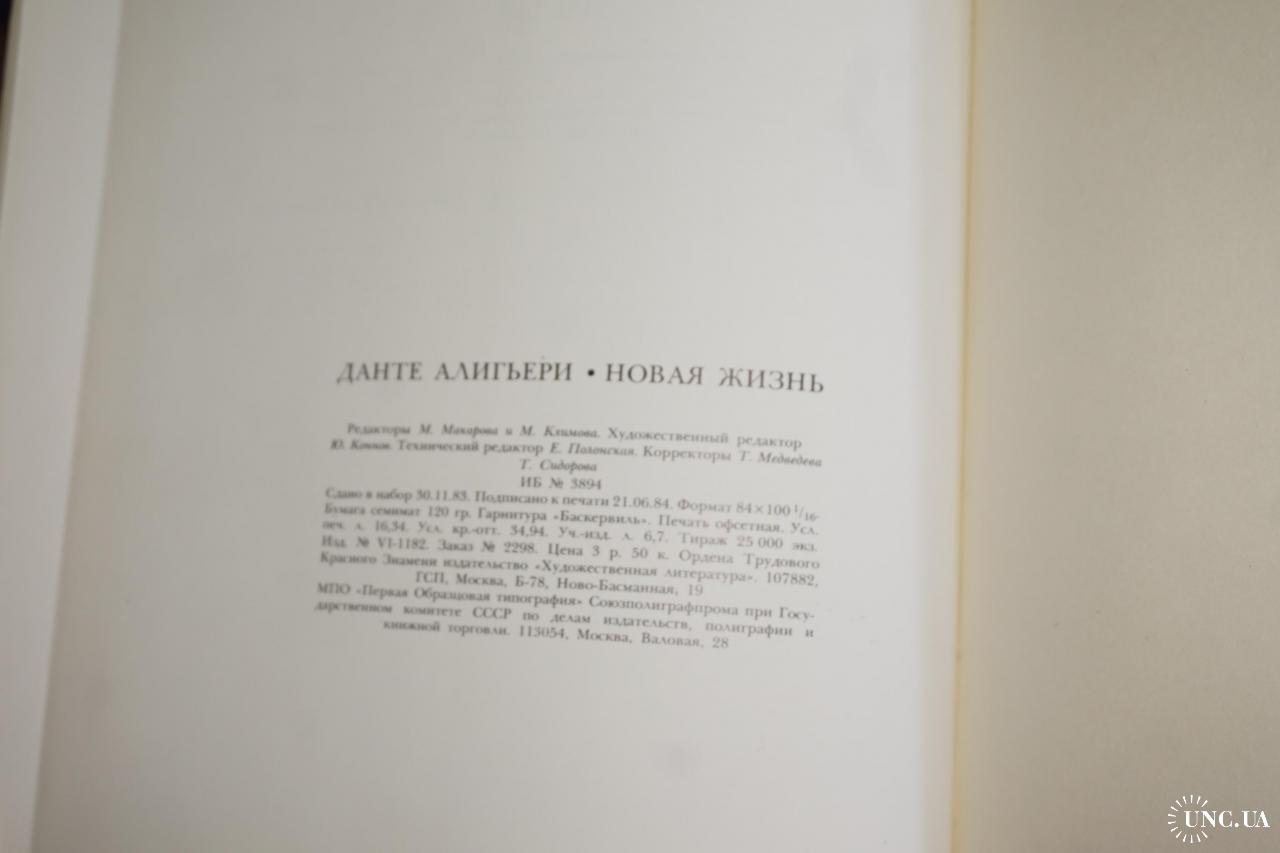 ДАНТЕ АЛИГЬЕРИ • НОВАЯ ЖИЗНЬ
Редакторы М. Макарова и М. Климова. Художественный редактор
Ю. Коннов. Технический редактор Е. Полонская. Корректоры Т. Медведева
Т. Сидорова
ИБ № 3894
Сдано в набор 30.11.83. Подписано к печати 21.06.84. Формат 84×100 1/16.
Бумага семимат 120 гр. Гарнитура «Баскервиль». Печать офсетная. Усл.
печ. л. 16,34. Усл. кр.-отт. 34,94. Уч.-изд. л. 6,7. Тираж 25 000 экз.
Изд. № VI-1182. Заказ № 2298. Цена 3 р. 50 к. Ордена Трудового
Красного Знамени издательство «Художественная литература». 107882,
ГСП, Москва, Б-78, Ново-Басманная, 19
МПО «Первая Образцовая типография» Союзполиграфпрома при Госу-
дарственном комитете СССР по делам издательств, полиграфии и
книжной торговли. 113054, Москва, Валовая, 28
UNC.UA